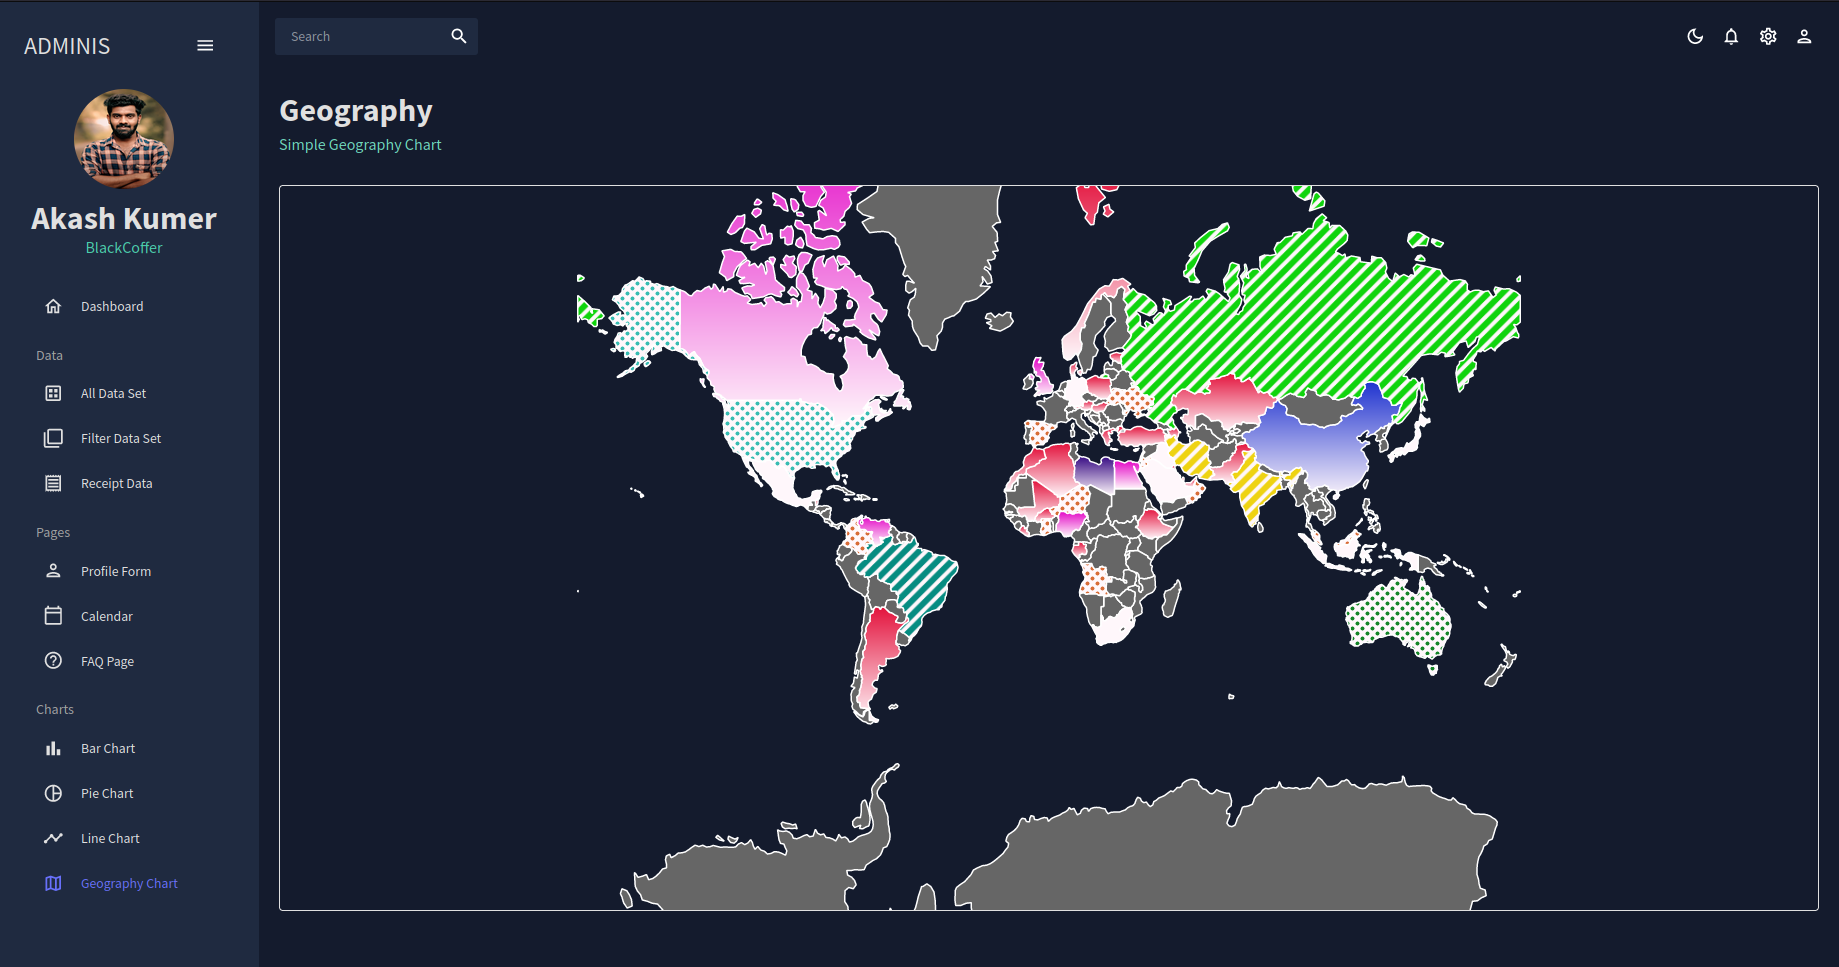 ADMINIS
Search
Akash Kumer
BlackCoffer
Dashboard
Data
All Data Set
Filter Data Set
Receipt Data
Pages
Profile Form
Calendar
FAQ Page
Charts
Bar Chart
Pie Chart
Line Chart
Geography Chart
Geography
Simple Geography Chart